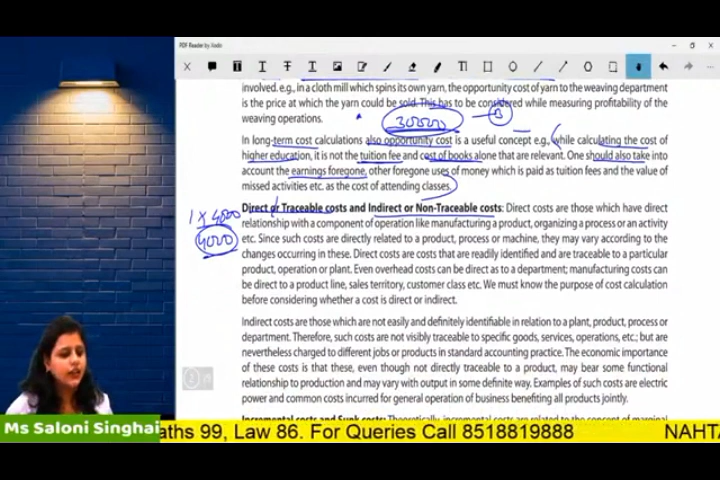 PDF Reader by Xodo
involved. e.g., in a cloth mill which spins its own yarn, the opportunity cost of yarn to the weaving department
is the price at which the yarn could be sold. This has to be considered while measuring profitability of the
weaving operations.
30000
In long-term cost calculations also opportunity cost is a useful concept e.g., while calculating the cost of
higher education, it is not the tuition fee and cost of books alone that are relevant. One should also take into
account the earnings foregone, other foregone uses of money which is paid as tuition fees and the value of
missed activities etc. as the cost of attending classes.
1 x 4000
4000
Direct or Traceable costs and Indirect or Non-Traceable costs: Direct costs are those which have direct
relationship with a component of operation like manufacturing a product, organizing a process or an activity
etc. Since such costs are directly related to a product, process or machine, they may vary according to the
changes occurring in these. Direct costs are costs that are readily identified and are traceable to a particular
product, operation or plant. Even overhead costs can be direct as to a department; manufacturing costs can
be direct to a product line, sales territory, customer class etc. We must know the purpose of cost calculation
before considering whether a cost is direct or indirect.
Indirect costs are those which are not easily and definitely identifiable in relation to a plant, product, process or
department. Therefore, such costs are not visibly traceable to specific goods, services, operations, etc.; but are
nevertheless charged to different jobs or products in standard accounting practice. The economic importance
of these costs is that these, even though not directly traceable to a product, may bear some functional
relationship to production and may vary with output in some definite way. Examples of such costs are electric
power and common costs incurred for general operation of business benefiting all products jointly.
Incremental costs and Sunk costs: Theoretically, incremental costs are related to the concept of marginal
Ms Saloni Singhai
aths 99, Law 86. For Queries Call 8518819888
NAHTA